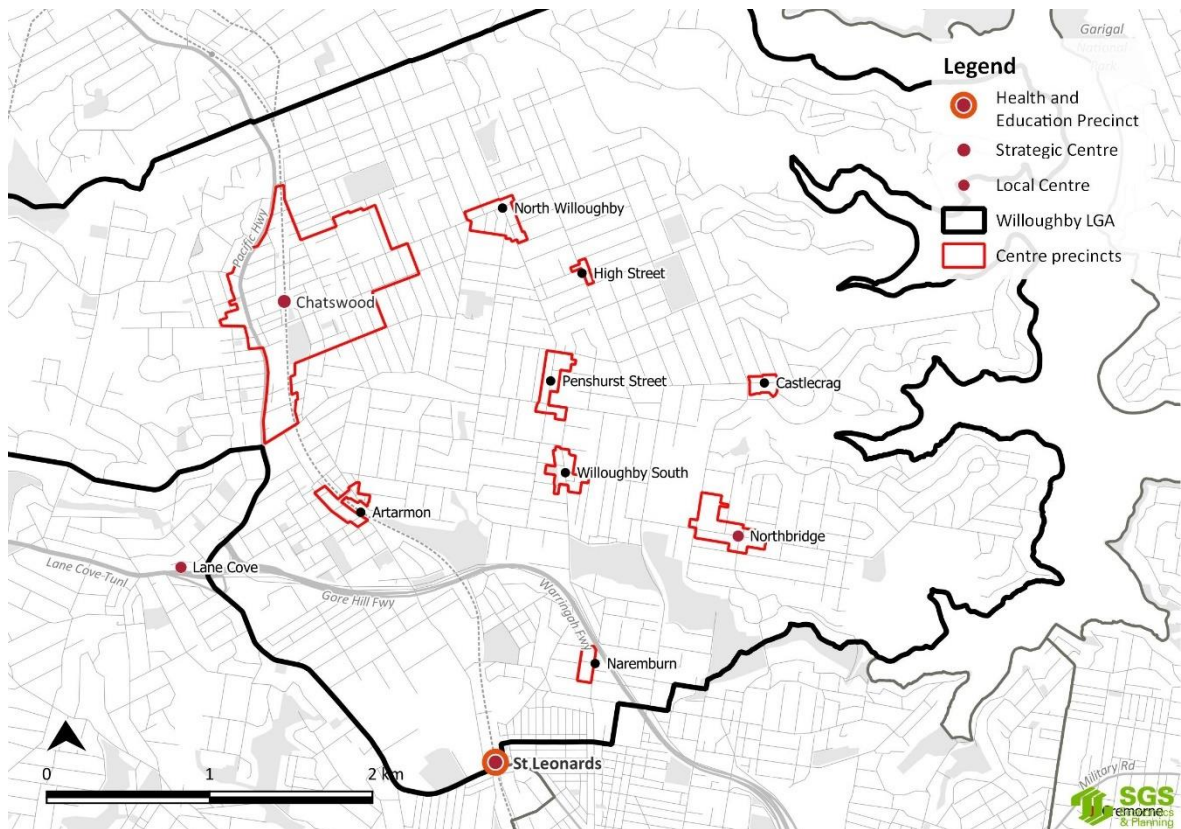 Garigal
National
Park
Legend
Health and
Education Precinct
Strategic Centre
Local Centre
Willoughby LGA
Centre precincts
Pacific Hwy
North Willoughby
High Street
Chatswood
Penshurst Street
Castlecrag
Willoughby South
Artarmon
Northbridge
Lane Cove
Lane Cove Tunl
Gore Hill Fwy
Warringah Fwy
Naremburn
St Leonards
0 1 2 km
Military Rd
SGS
& Planning